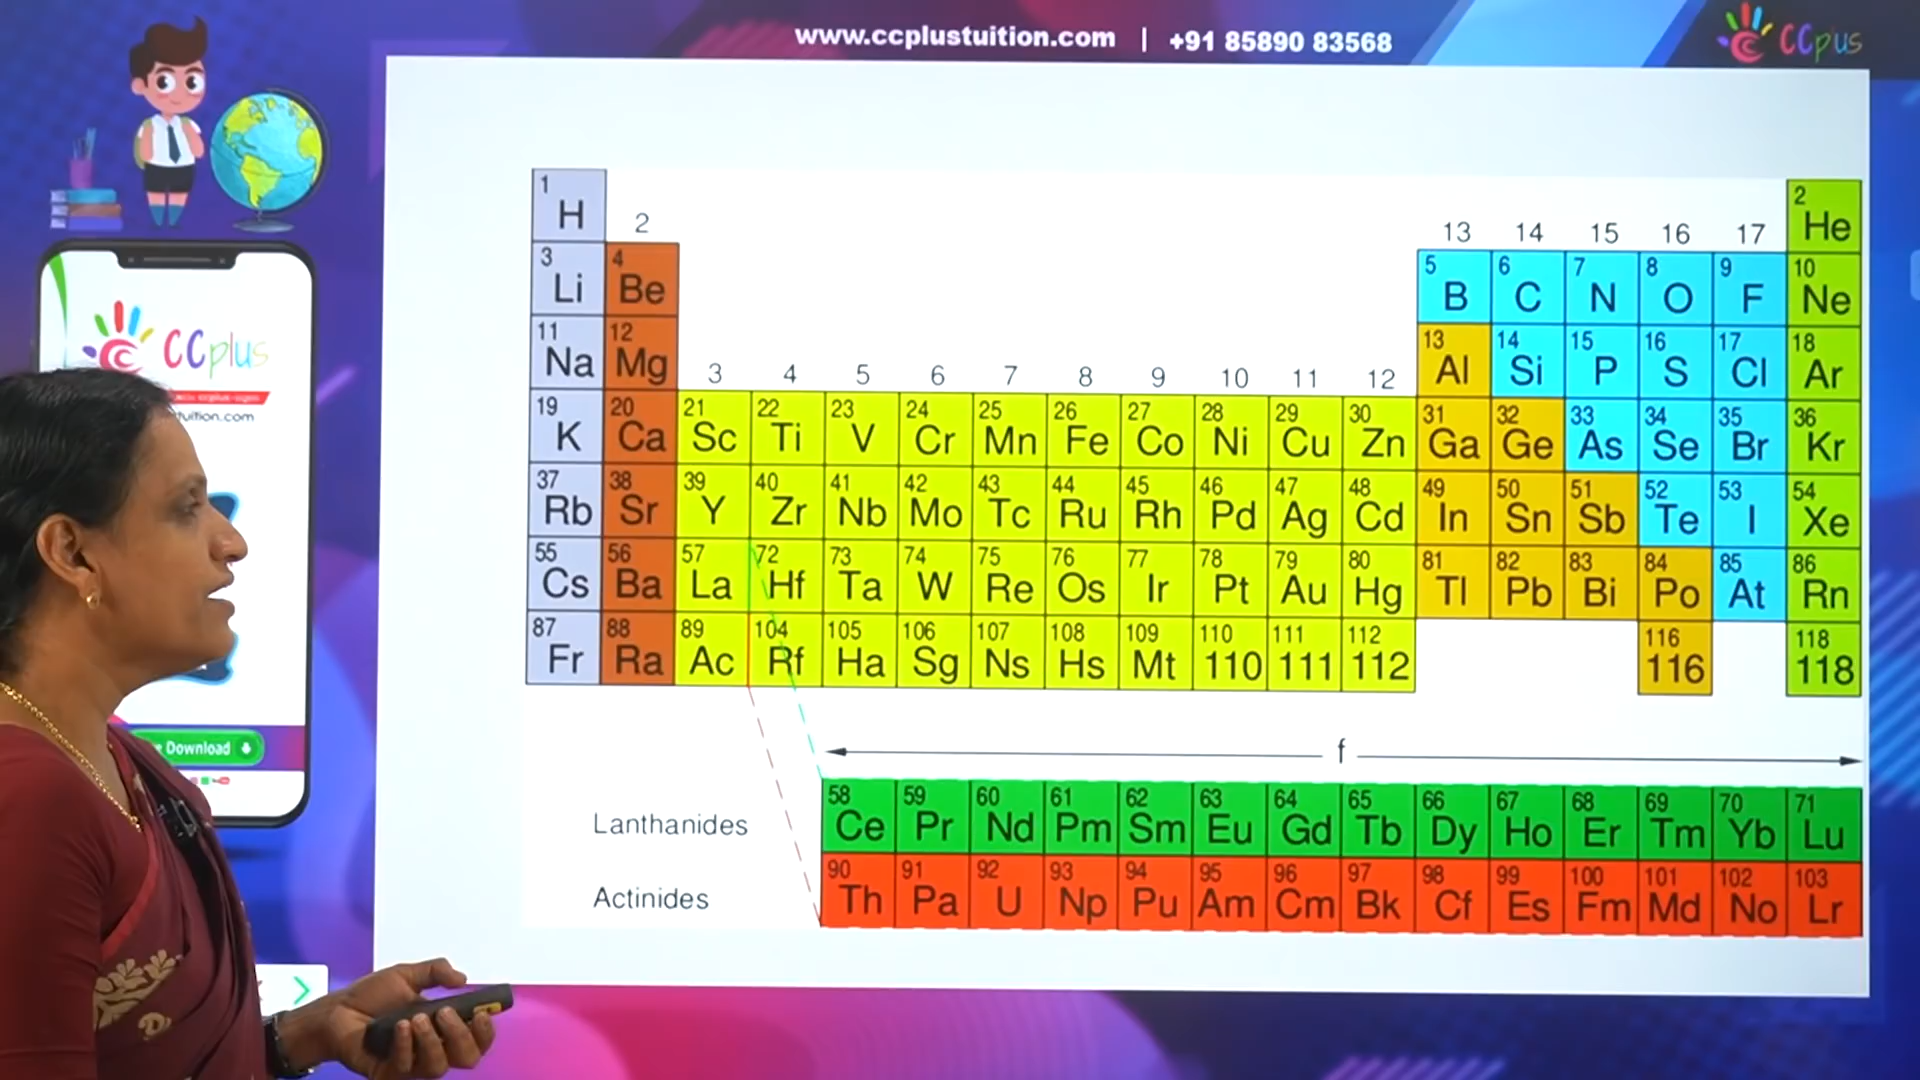 www.ccplustuition.com | +91 85890 83568
CCplus
CCplus
tuition.com
Download
1 H 2 He
2 13 14 15 16 17
3 Li 4 Be 5 B 6 C 7 N 8 O 9 F 10 Ne
11 Na 12 Mg 13 Al 14 Si 15 P 16 S 17 Cl 18 Ar
3 4 5 6 7 8 9 10 11 12
19 K 20 Ca 21 Sc 22 Ti 23 V 24 Cr 25 Mn 26 Fe 27 Co 28 Ni 29 Cu 30 Zn 31 Ga 32 Ge 33 As 34 Se 35 Br 36 Kr
37 Rb 38 Sr 39 Y 40 Zr 41 Nb 42 Mo 43 Tc 44 Ru 45 Rh 46 Pd 47 Ag 48 Cd 49 In 50 Sn 51 Sb 52 Te 53 I 54 Xe
55 Cs 56 Ba 57 La 72 Hf 73 Ta 74 W 75 Re 76 Os 77 Ir 78 Pt 79 Au 80 Hg 81 Tl 82 Pb 83 Bi 84 Po 85 At 86 Rn
87 Fr 88 Ra 89 Ac 104 Rf 105 Ha 106 Sg 107 Ns 108 Hs 109 Mt 110 110 111 111 112 112 116 116 118 118
f
Lanthanides 58 Ce 59 Pr 60 Nd 61 Pm 62 Sm 63 Eu 64 Gd 65 Tb 66 Dy 67 Ho 68 Er 69 Tm 70 Yb 71 Lu
Actinides 90 Th 91 Pa 92 U 93 Np 94 Pu 95 Am 96 Cm 97 Bk 98 Cf 99 Es 100 Fm 101 Md 102 No 103 Lr